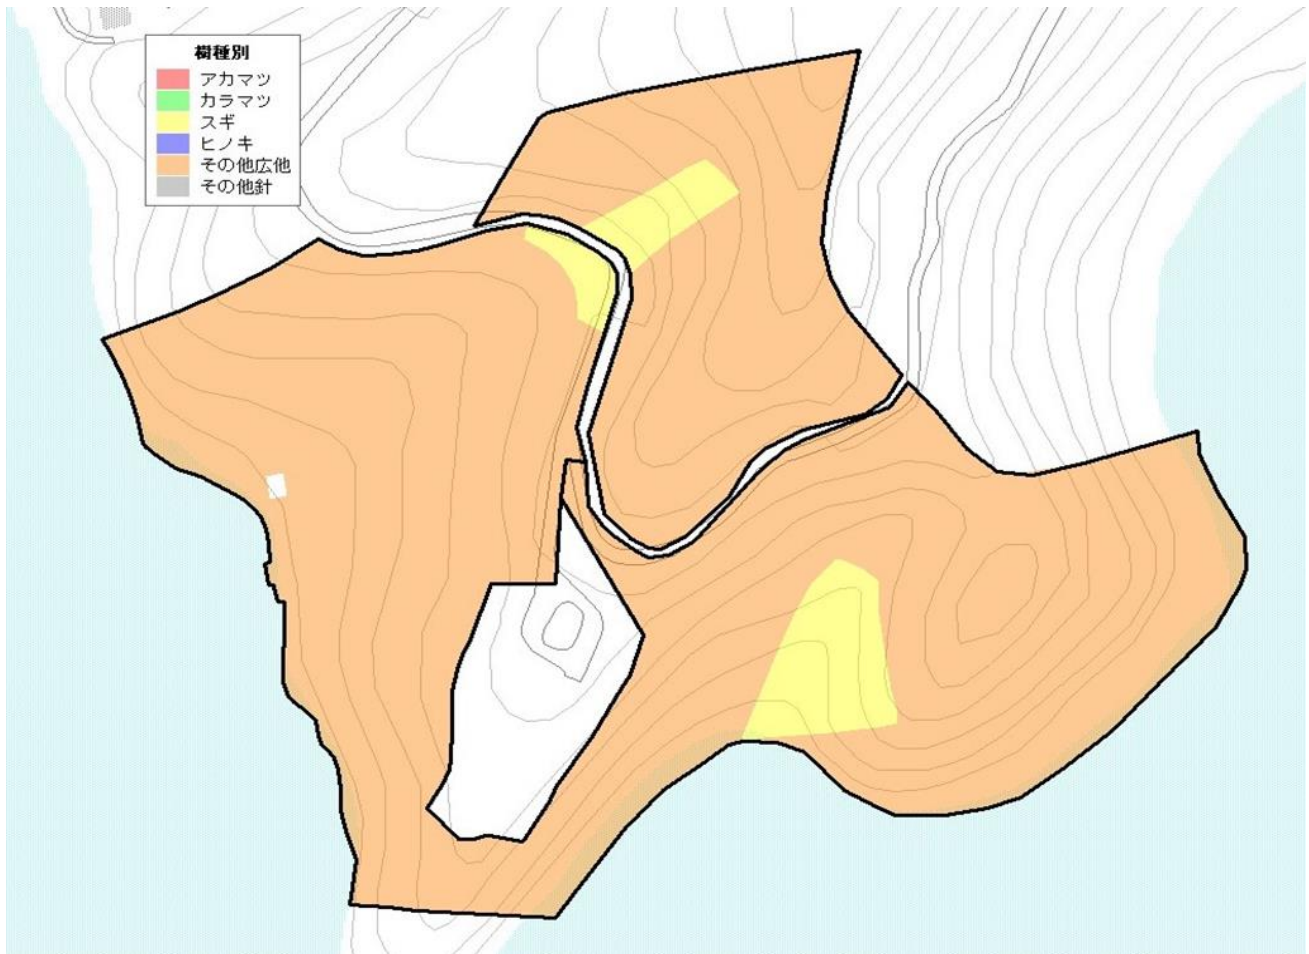 樹種別
アカマツ
カラマツ
スギ
ヒノキ
その他広他
その他針